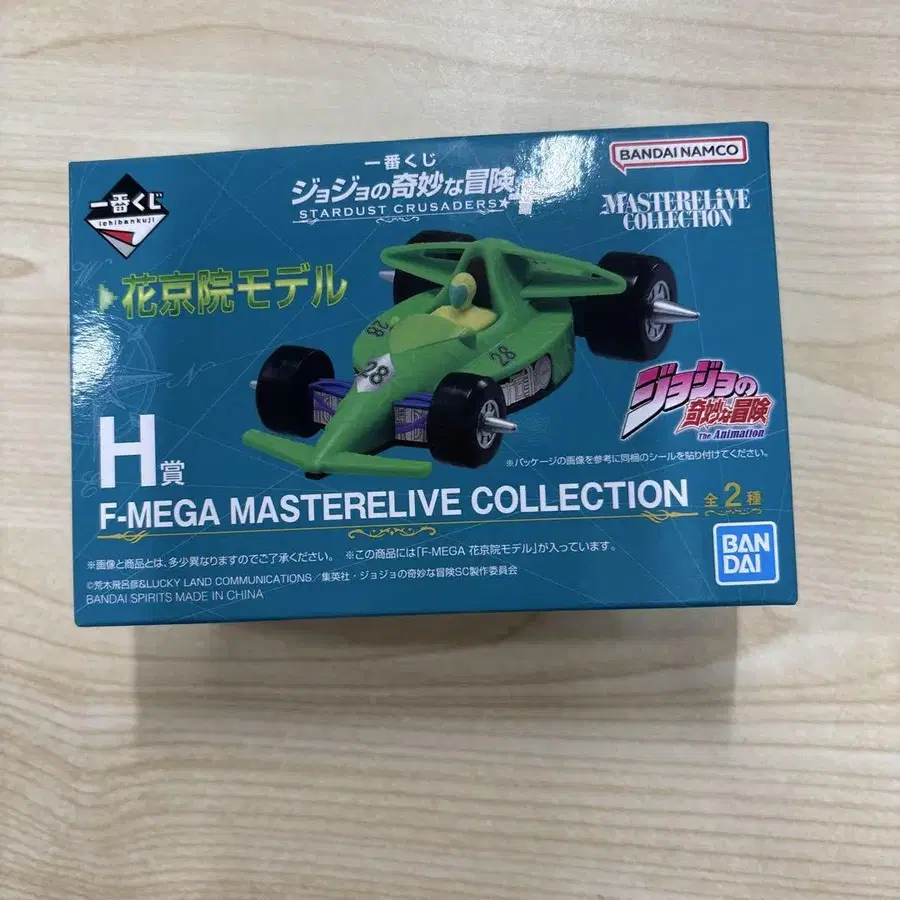 一番くじ
ichibankuji
一番くじ
ジョジョの奇妙な冒険
STARDUST CRUSADERS
BANDAI NAMCO
MASTERELIVE
COLLECTION
花京院モデル
28
28
28
ジョジョの
奇妙な冒険
The Animation
※パッケージの画像を参考に同梱のシールを貼り付けてください。
H賞
F-MEGA MASTERELIVE COLLECTION 全2種
※画像と商品とは、多少異なりますのでご了承ください。 ※この商品には「F-MEGA 花京院モデル」が入っています。
©荒木飛呂彦&LUCKY LAND COMMUNICATIONS/集英社・ジョジョの奇妙な冒険SC製作委員会
BANDAI SPIRITS MADE IN CHINA
BAN
DAI